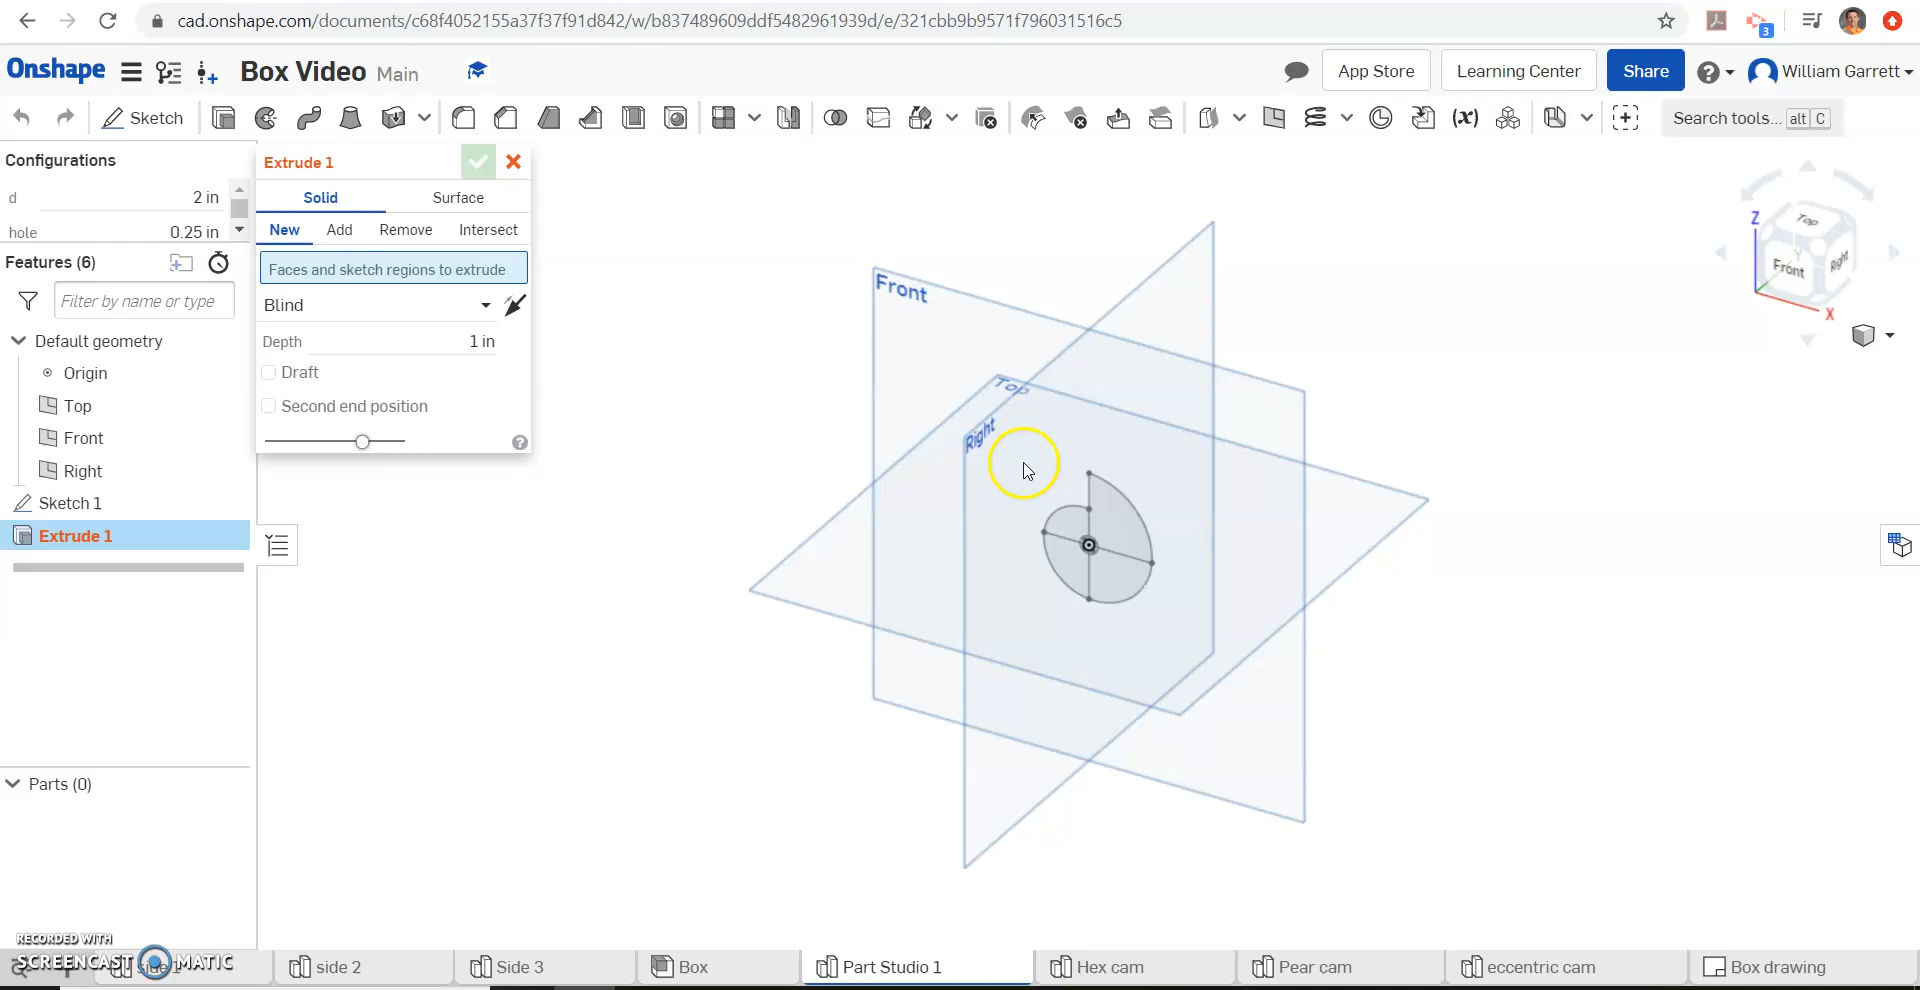 cad.onshape.com/documents/c68f4052155a37f37f91d842/w/b837489609ddf5482961939d/e/321cbb9b9571f796031516c5
3
Onshape Box Video Main App Store Learning Center Share William Garrett
Sketch (x) Search tools... alt C
Configurations
d 2 in
hole 0.25 in
Features (6)
Filter by name or type
Default geometry
Origin
Top
Front
Right
Sketch 1
Extrude 1
Parts (0)
Extrude 1
Solid Surface
New Add Remove Intersect
Faces and sketch regions to extrude
Blind
Depth 1 in
Draft
Second end position
Front
Top
Right
Z
Top
Y
Front
Right
X
RECORDED WITH
SCREENCAST MATIC
side 2 Side 3 Box Part Studio 1 Hex cam Pear cam eccentric cam Box drawing